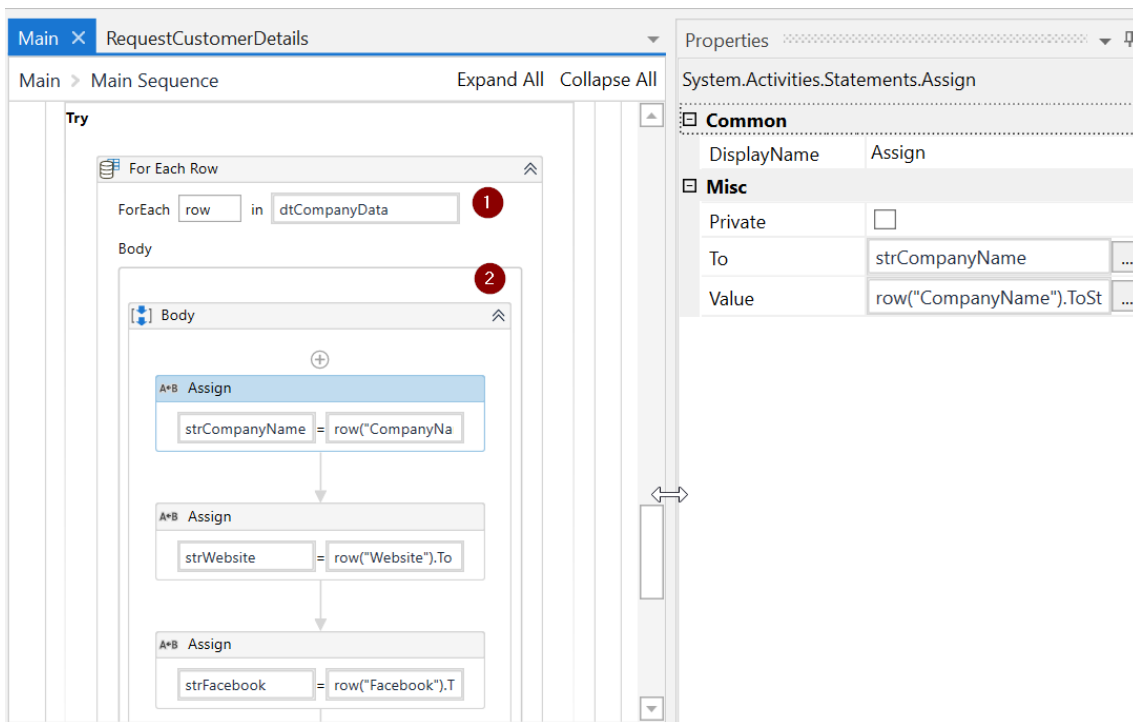 Main × RequestCustomerDetails
Main > Main Sequence Expand All Collapse All
Try
For Each Row
ForEach row in dtCompanyData 1
Body
2
Body
A+B Assign
strCompanyName = row("CompanyNa
A+B Assign
strWebsite = row("Website").To
A+B Assign
strFacebook = row("Facebook").T
Properties
System.Activities.Statements.Assign
Common
DisplayName Assign
Misc
Private
To strCompanyName ...
Value row("CompanyName").ToSt ...